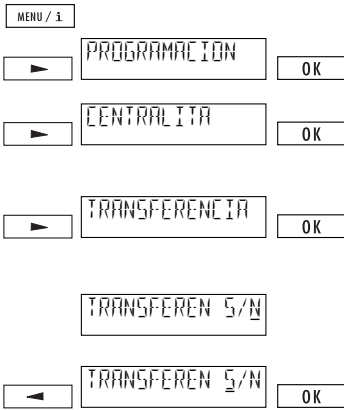 MENU / i
PROGRAMACION
OK
CENTRALITA
OK
TRANSFERENCIA
OK
TRANSFEREN S/N
TRANSFEREN S/N
OK